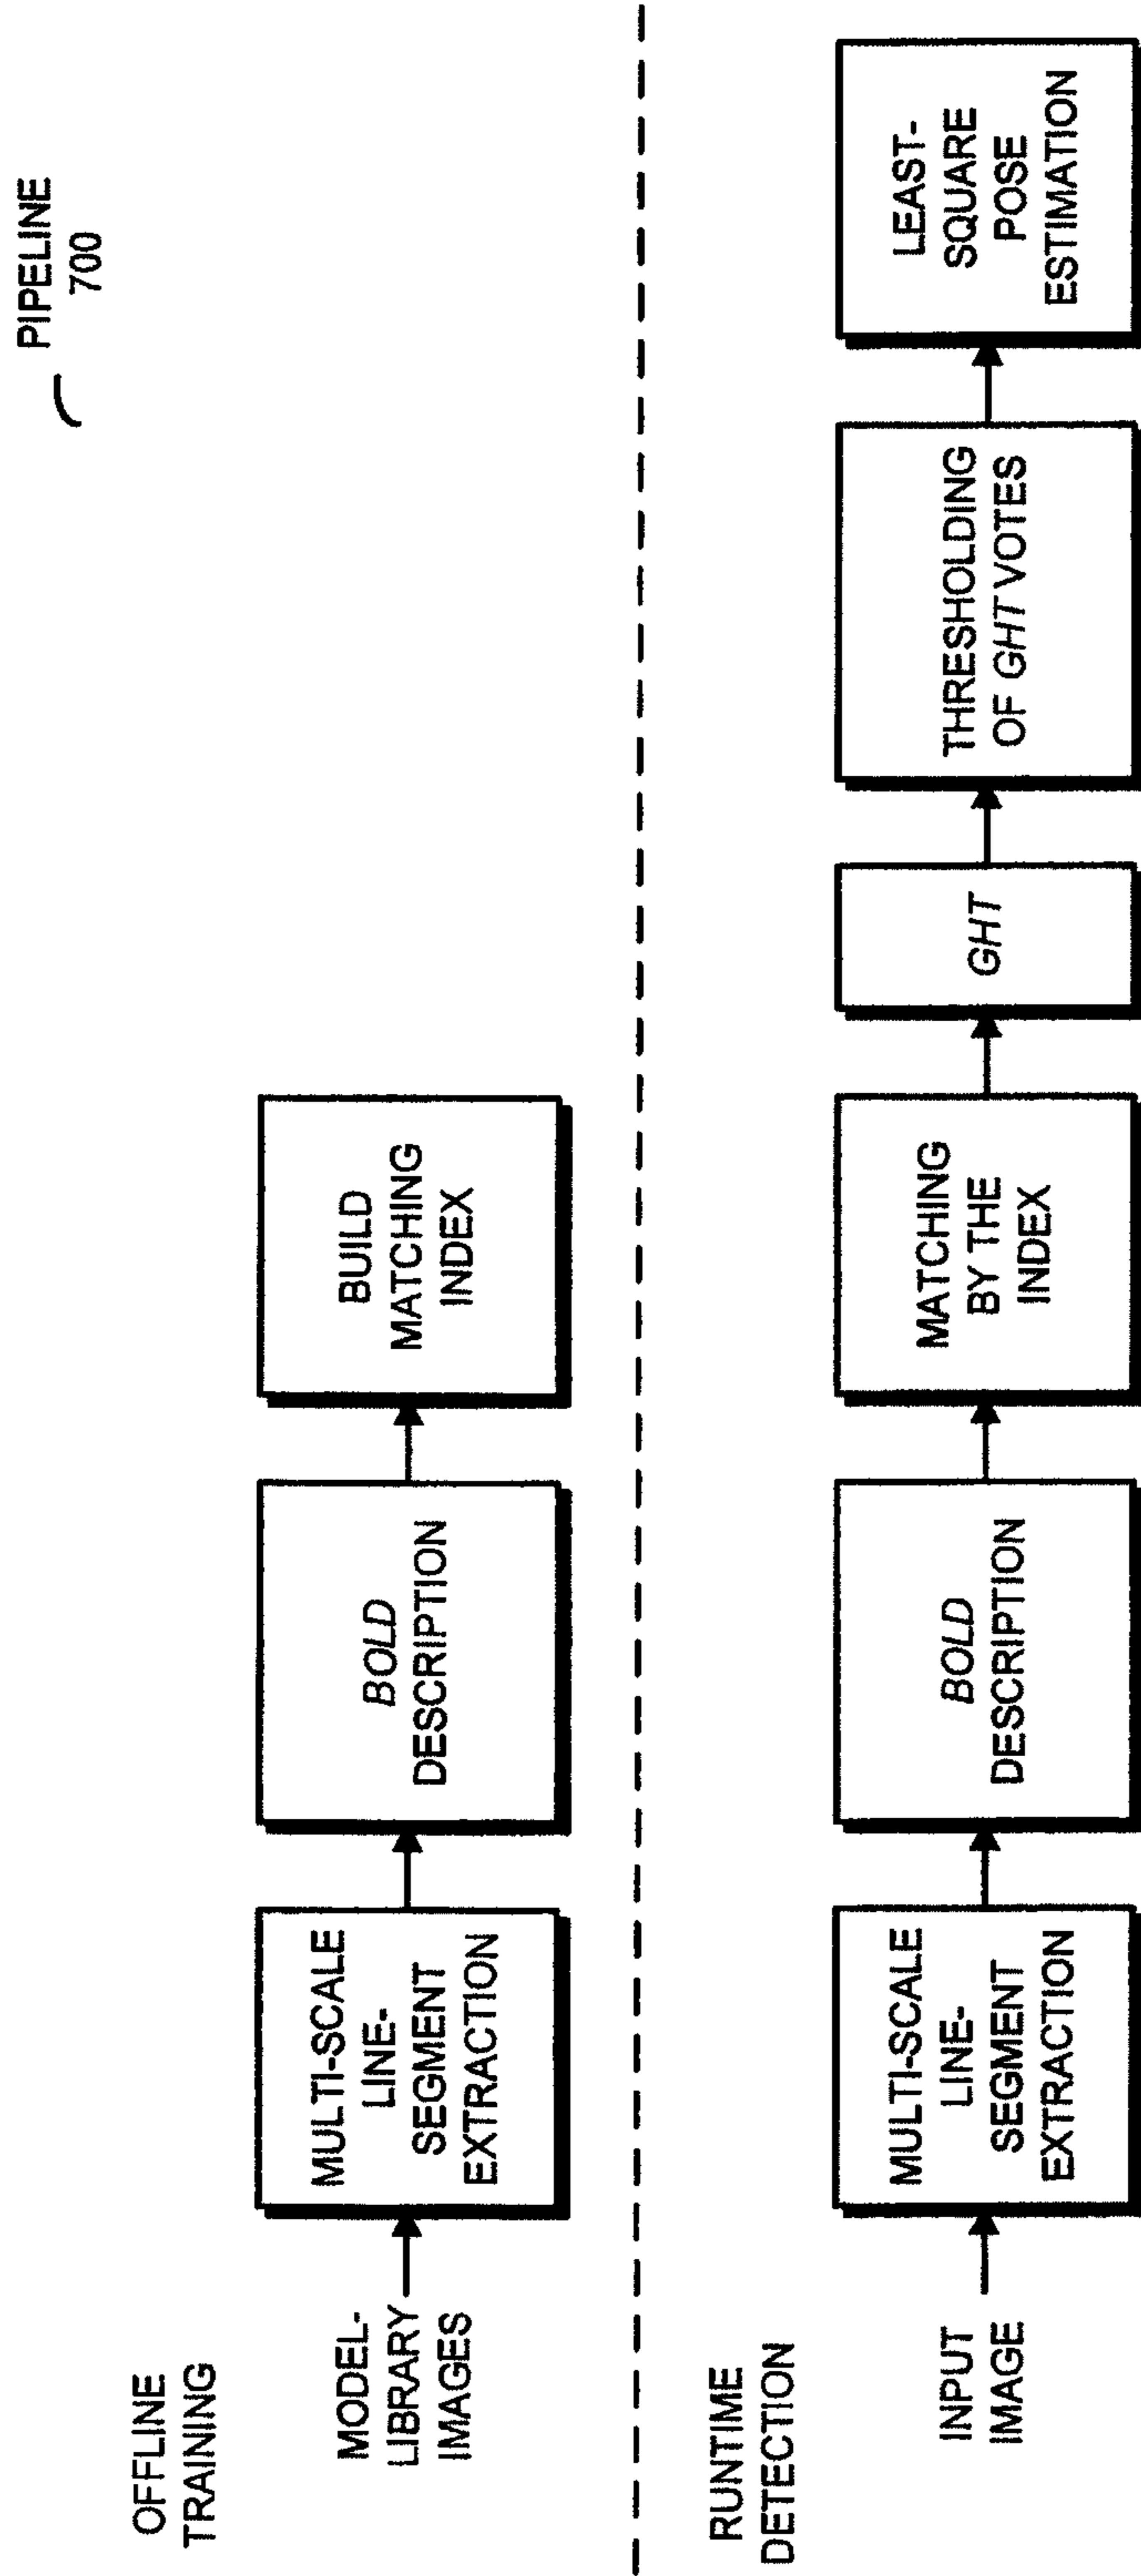 PIPELINE
700
OFFLINE
TRAINING
MODEL-
LIBRARY
IMAGES
MULTI-SCALE
LINE-
SEGMENT
EXTRACTION
BOLD
DESCRIPTION
BUILD
MATCHING
INDEX
RUNTIME
DETECTION
INPUT
IMAGE
MULTI-SCALE
LINE-
SEGMENT
EXTRACTION
BOLD
DESCRIPTION
MATCHING
BY THE
INDEX
GHT
THRESHOLDING
OF GHT VOTES
LEAST-
SQUARE
POSE
ESTIMATION